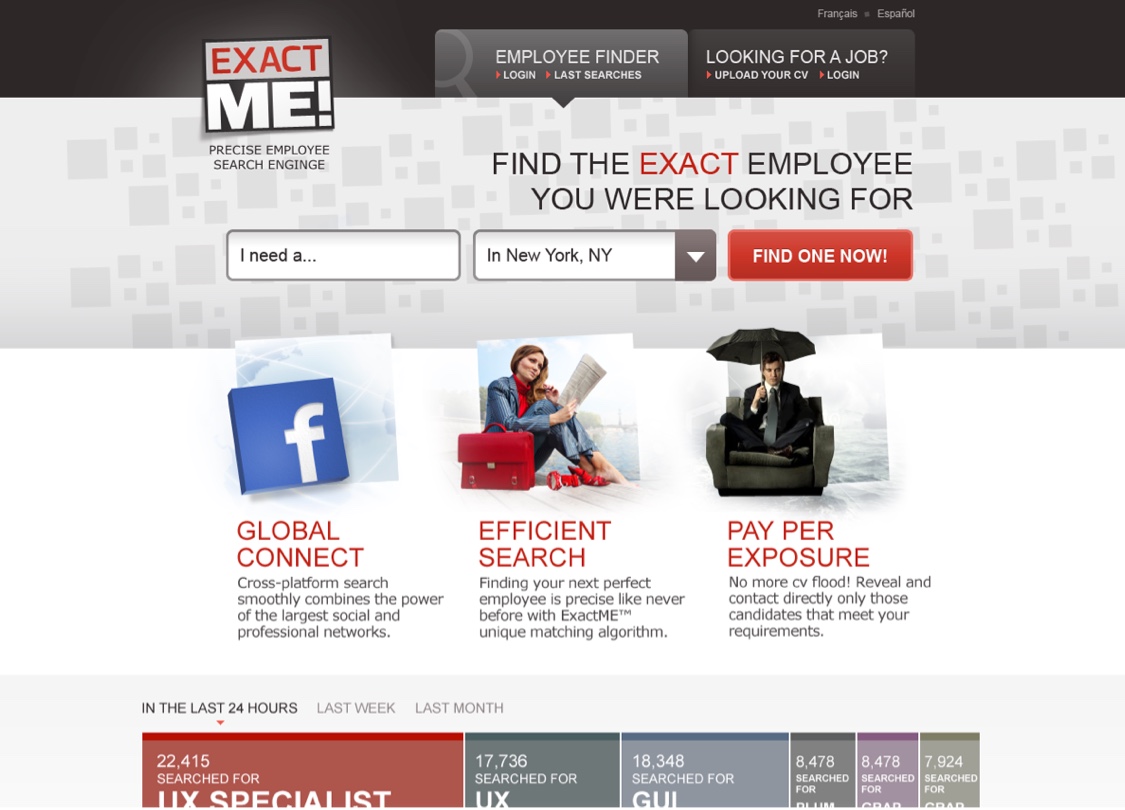 Français Español
EXACT
ME!
PRECISE EMPLOYEE
SEARCH ENGINGE
EMPLOYEE FINDER
LOGIN LAST SEARCHES
LOOKING FOR A JOB?
UPLOAD YOUR CV LOGIN
FIND THE EXACT EMPLOYEE
YOU WERE LOOKING FOR
I need a...
In New York, NY
FIND ONE NOW!
f
GLOBAL
CONNECT
Cross-platform search
smoothly combines the power
of the largest social and
professional networks.
EFFICIENT
SEARCH
Finding your next perfect
employee is precise like never
before with ExactME™
unique matching algorithm.
PAY PER
EXPOSURE
No more cv flood! Reveal and
contact directly only those
candidates that meet your
requirements.
IN THE LAST 24 HOURS LAST WEEK LAST MONTH
22,415
SEARCHED FOR
UX SPECIALIST
17,736
SEARCHED FOR
UX
18,348
SEARCHED FOR
GUI
8,478
SEARCHED
FOR
8,478
SEARCHED
FOR
7,924
SEARCHED
FOR